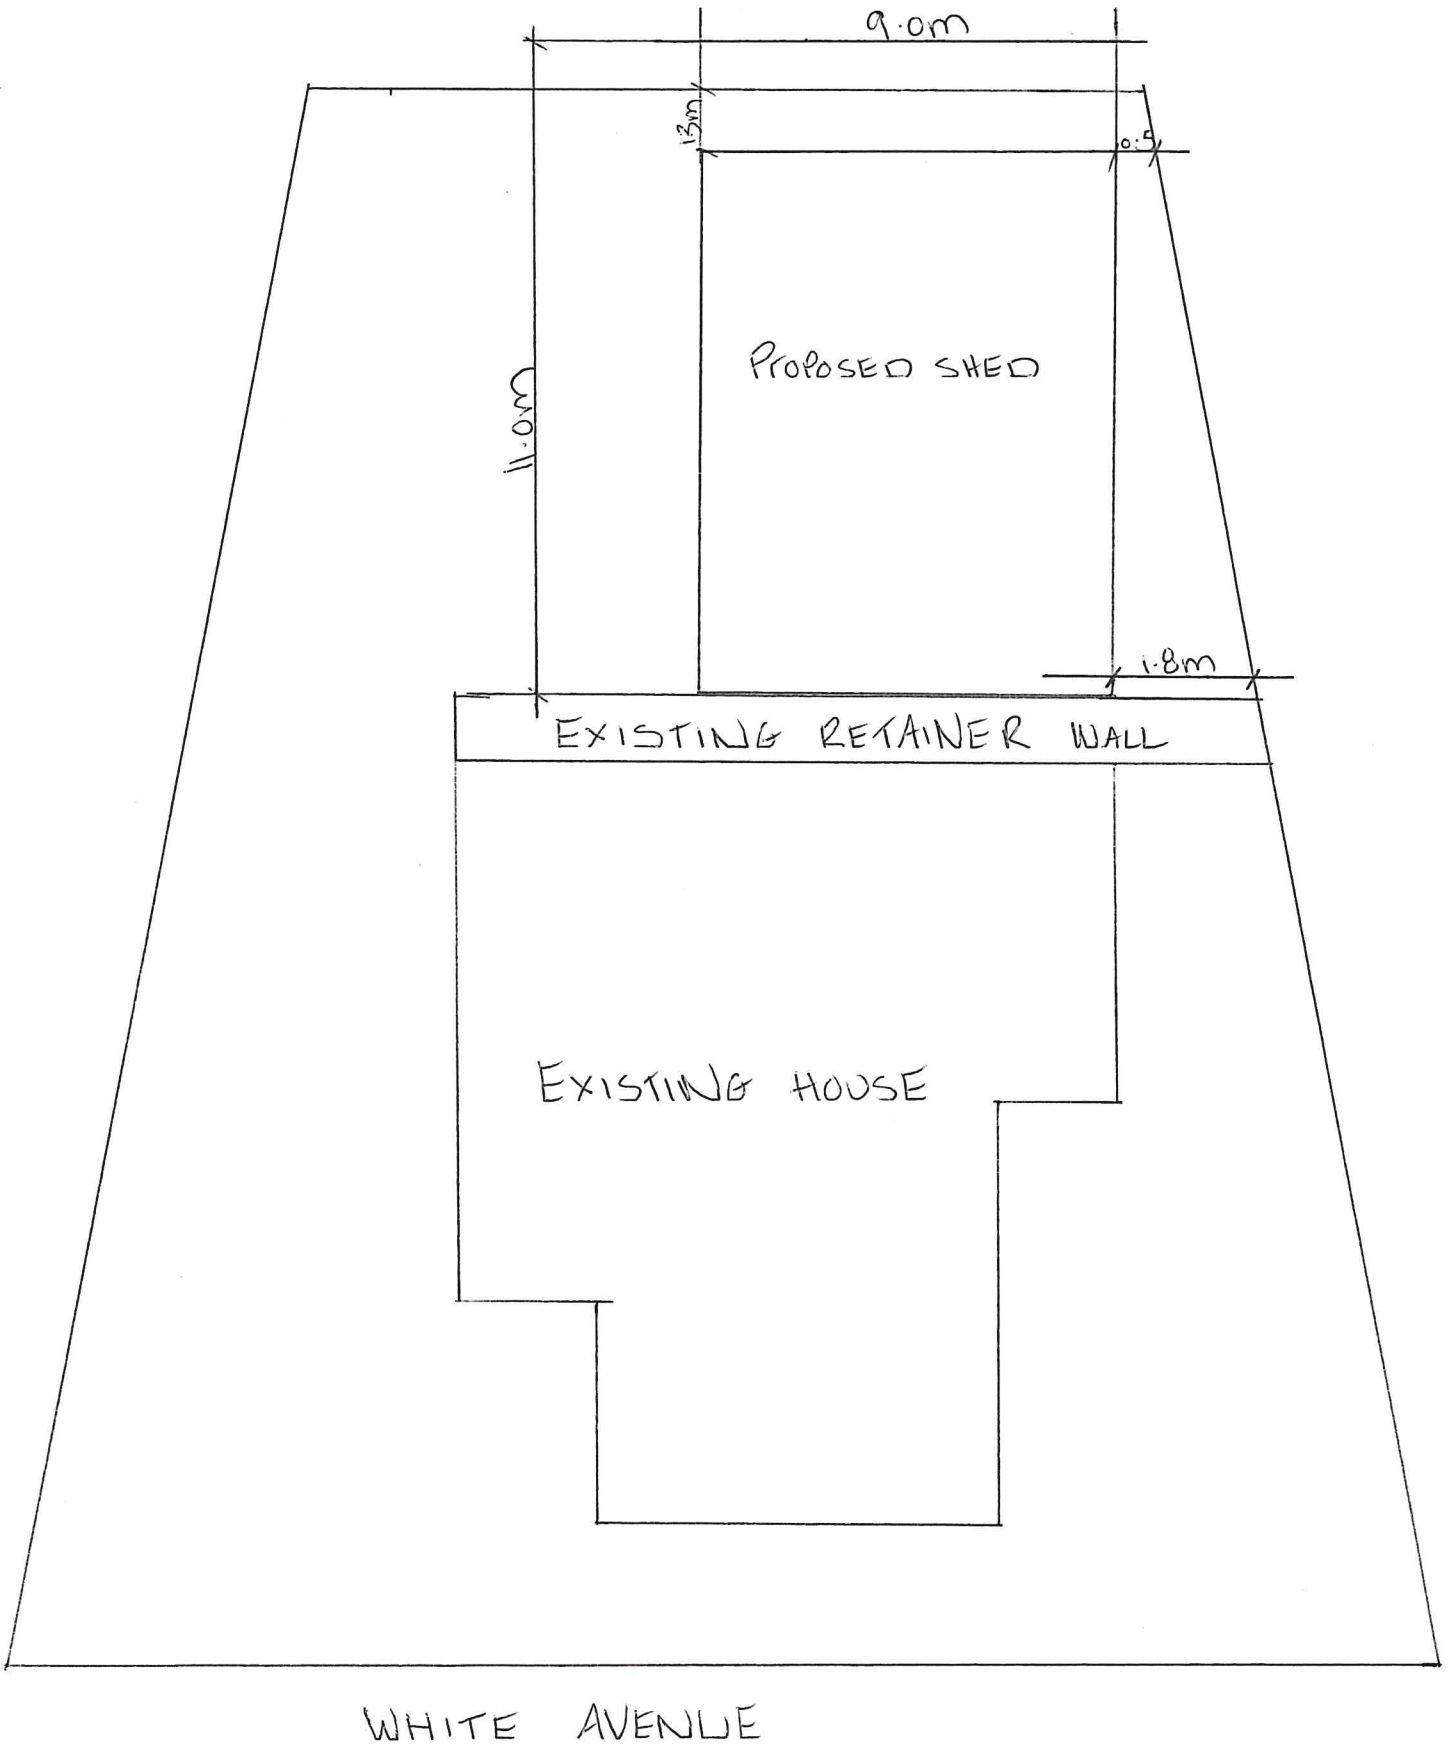 9.0m
1.3m
0.5
PROPOSED SHED
11.0m
1.8m
EXISTING RETAINER WALL
EXISTING HOUSE
WHITE AVENUE